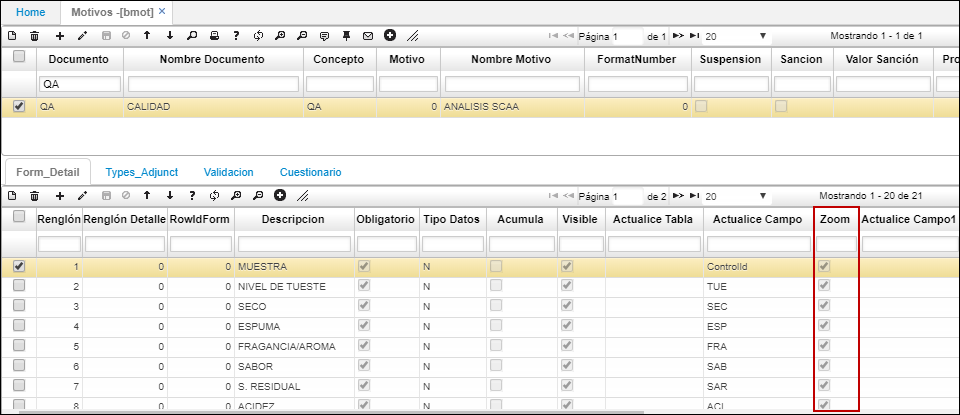 Home Motivos -[bmot] ×
Página 1 de 1 20 Mostrando 1 - 1 de 1
Documento Nombre Documento Concepto Motivo Nombre Motivo FormatNumber Suspension Sancion Valor Sanción Pro
QA
QA CALIDAD QA 0 ANALISIS SCAA 0
Form_Detail Types_Adjunct Validacion Cuestionario
Página 1 de 2 20 Mostrando 1 - 20 de 21
Renglón Renglón Detalle RowIdForm Descripcion Obligatorio Tipo Datos Acumula Visible Actualice Tabla Actualice Campo Zoom Actualice Campo1
1 0 0 MUESTRA N ControlId
2 0 0 NIVEL DE TUESTE N TUE
3 0 0 SECO N SEC
4 0 0 ESPUMA N ESP
5 0 0 FRAGANCIA/AROMA N FRA
6 0 0 SABOR N SAB
7 0 0 S. RESIDUAL N SAR
8 0 0 ACIDEZ N ACI